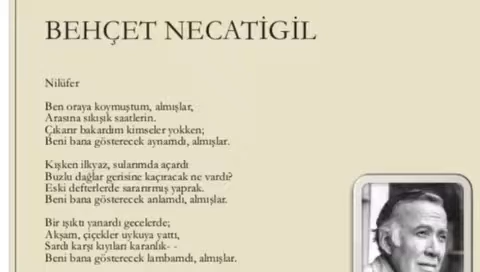 BEHÇET NECATİGİL
Nilüfer
Ben oraya koymuştum, almışlar,
Arasına sıkışık saatlerin.
Çıkarır bakardım kimseler yokken;
Beni bana gösterecek aynamdı, almışlar.
Kışken ilkyaz, sularımda açardı
Buzlu dağlar gerisine kaçıracak ne vardı?
Eski defterlerde sararmış yaprak.
Beni bana gösterecek anlamdı, almışlar.
Bir ışıktı yanardı gecelerde;
Akşam, çiçekler uykuya yattı,
Sardı karşı kıyıları karanlık- -
Beni bana gösterecek lambamdı, almışlar.